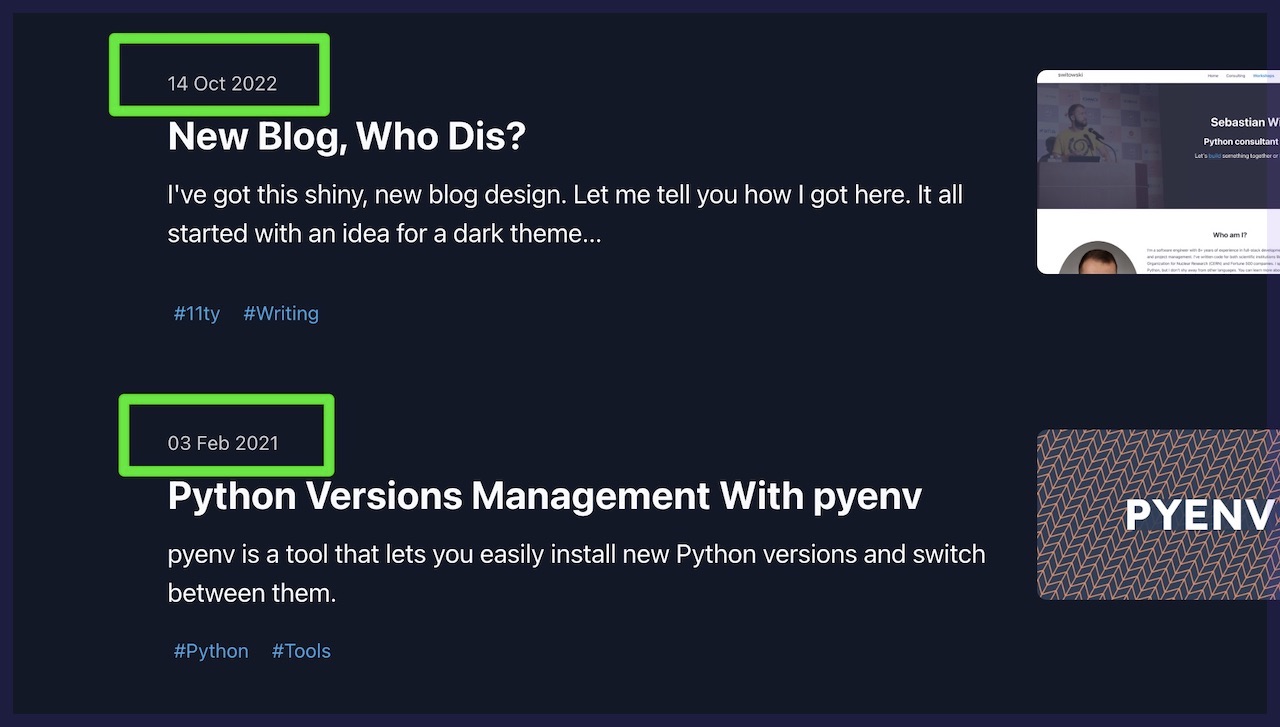 14 Oct 2022
New Blog, Who Dis?
I've got this shiny, new blog design. Let me tell you how I got here. It all
started with an idea for a dark theme...
#11ty #Writing
switowski
Home Consulting Workshops
Sebastian Wi
Python consultant
Let's build something together or
Who am I?
03 Feb 2021
Python Versions Management With pyenv
pyenv is a tool that lets you easily install new Python versions and switch
between them.
#Python #Tools
PYENV